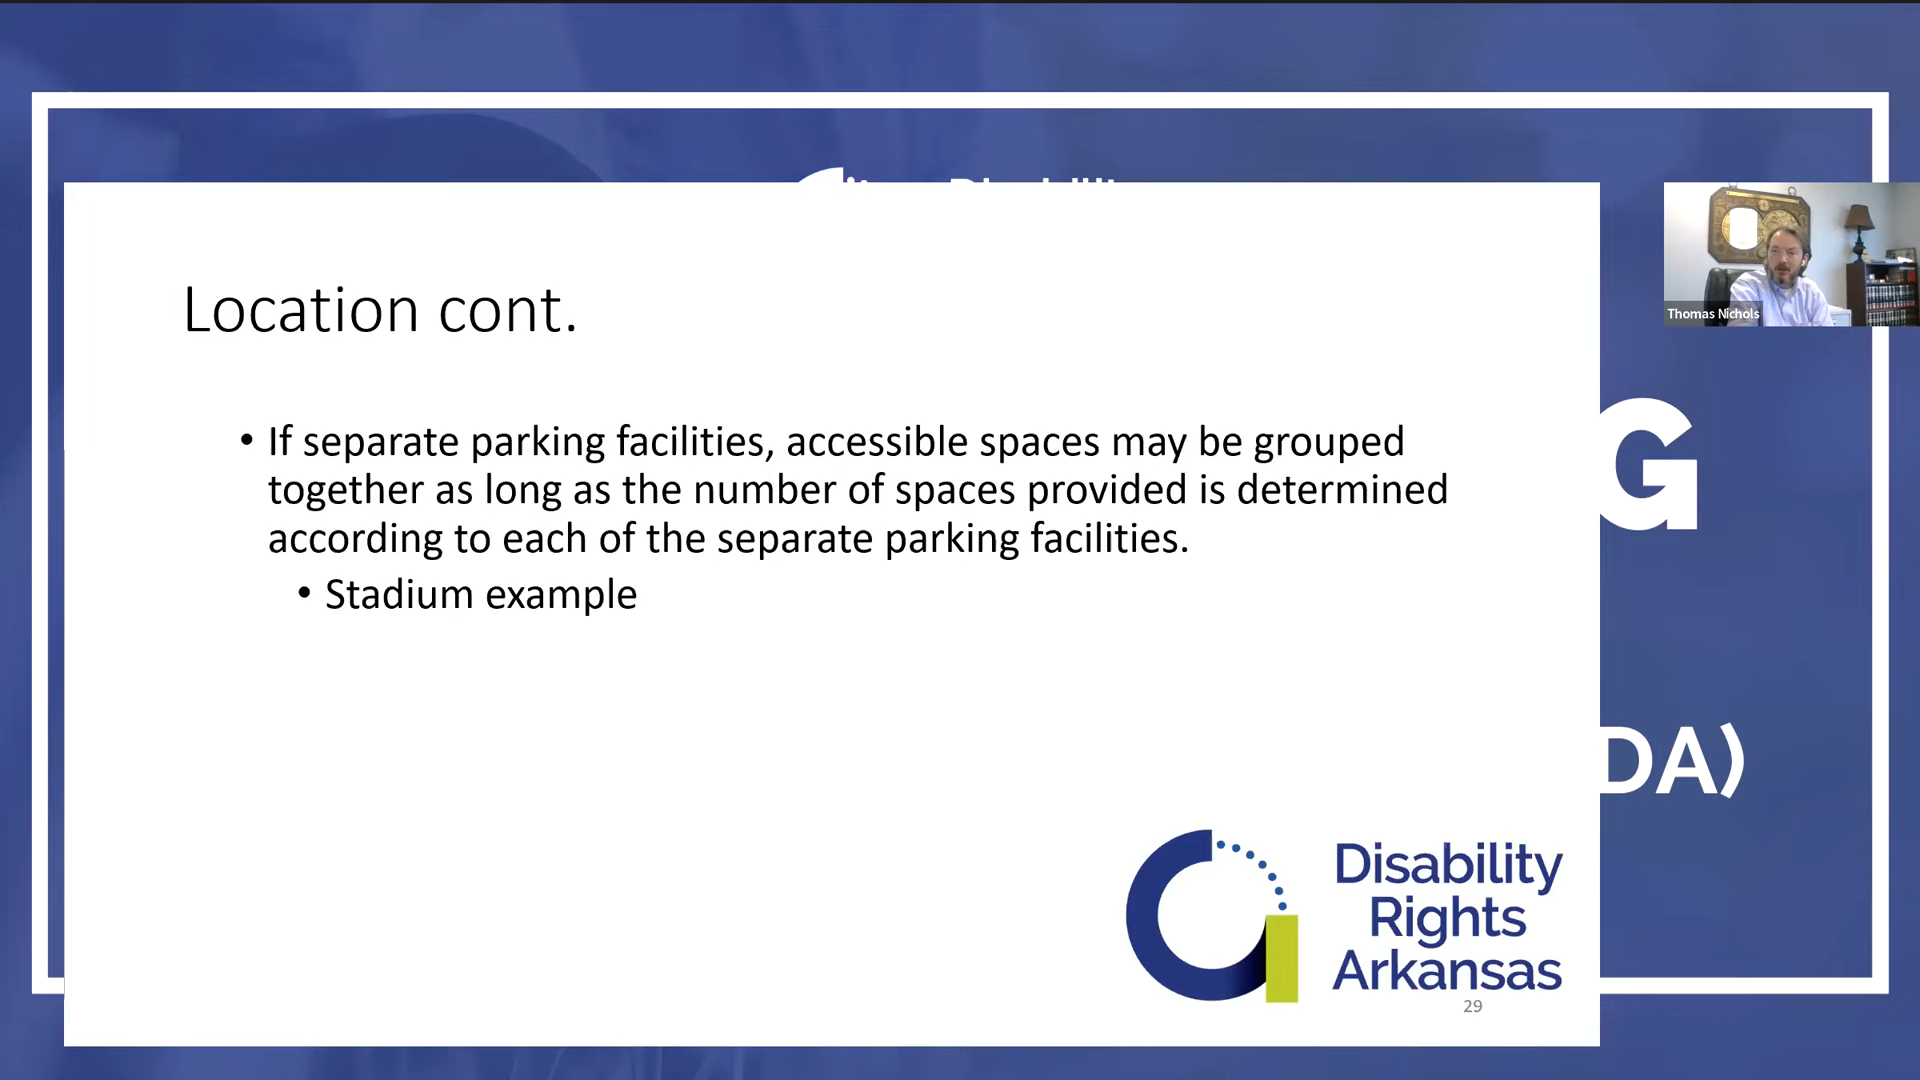 Location cont.
• If separate parking facilities, accessible spaces may be grouped
together as long as the number of spaces provided is determined
according to each of the separate parking facilities.
• Stadium example
Thomas Nichols
G
DA)
Disability
Rights
Arkansas
29